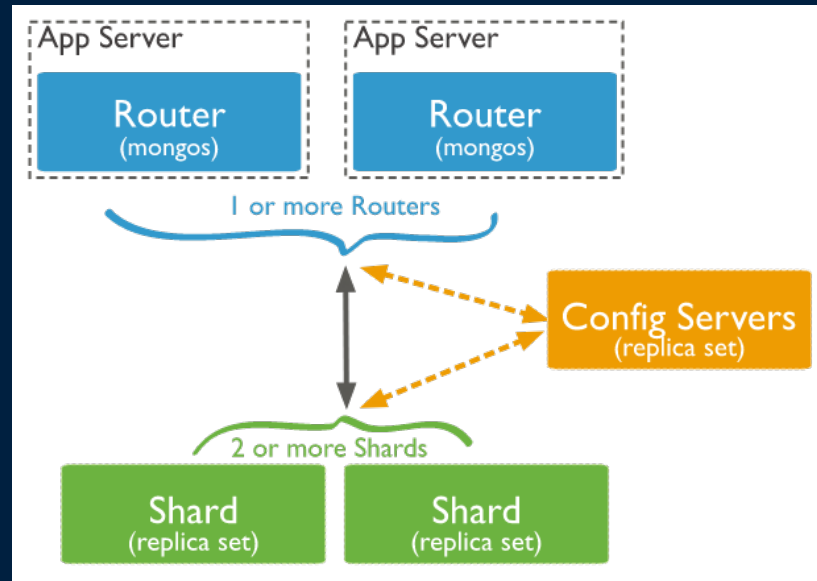 App Server
App Server
Router
(mongos)
Router
(mongos)
1 or more Routers
Config Servers
(replica set)
2 or more Shards
Shard
(replica set)
Shard
(replica set)